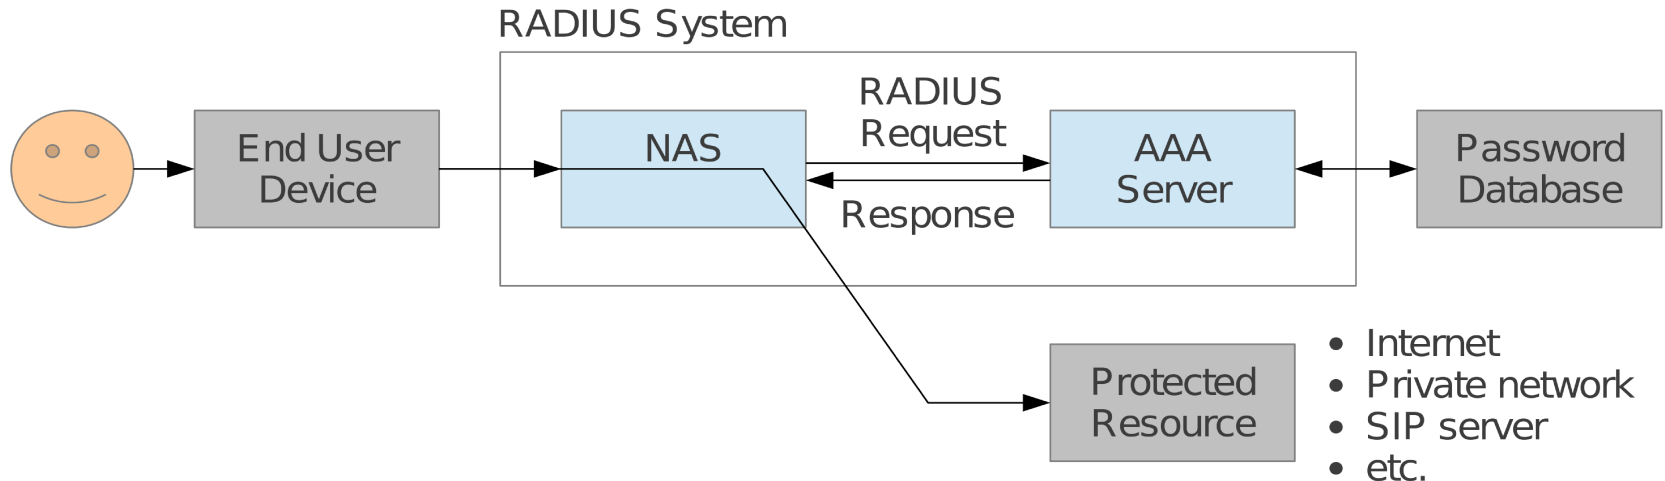 RADIUS System
End User
Device
NAS
RADIUS
Request
Response
AAA
Server
Password
Database
Protected
Resource
• Internet
• Private network
• SIP server
• etc.